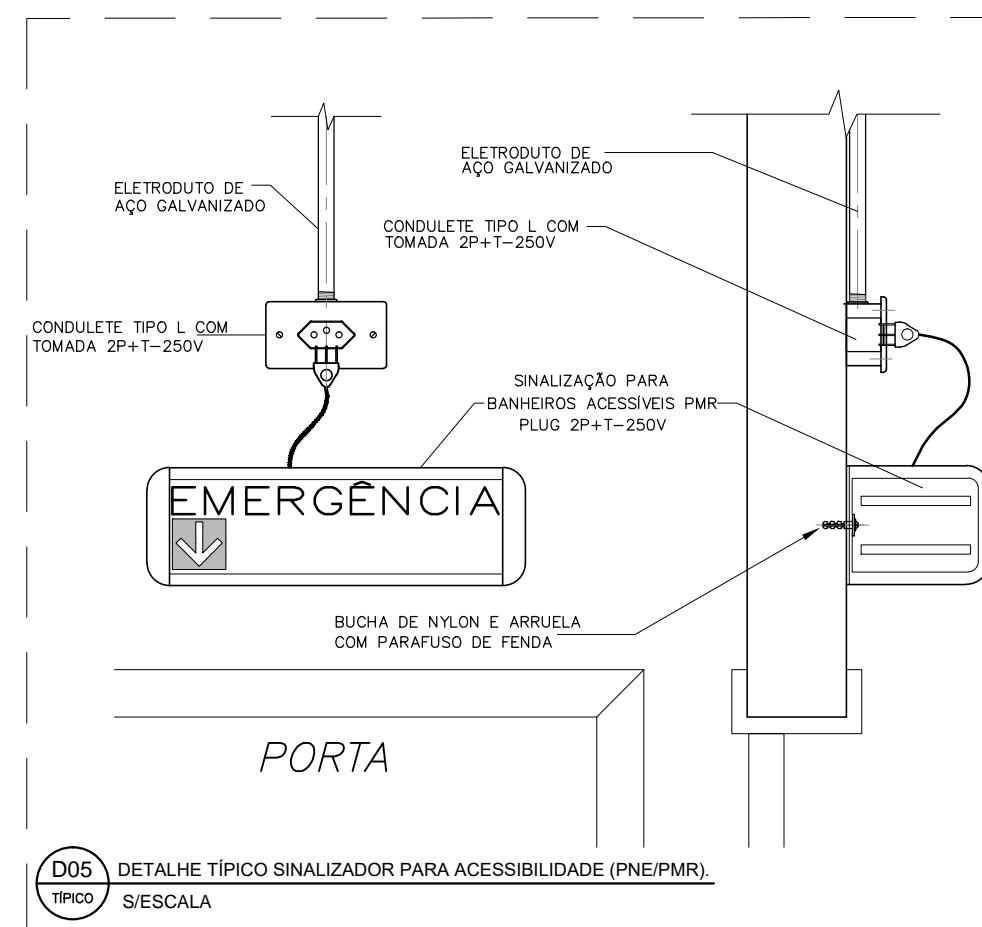 ELETRODUTO DE
AÇO GALVANIZADO
CONDULETE TIPO L COM
TOMADA 2P+T-250V
EMERGÊNCIA
ELETRODUTO DE
AÇO GALVANIZADO
CONDULETE TIPO L COM
TOMADA 2P+T-250V
SINALIZAÇÃO PARA
BANHEIROS ACESSÍVEIS PMR
PLUG 2P+T-250V
BUCHA DE NYLON E ARRUELA
COM PARAFUSO DE FENDA
PORTA
D05
TÍPICO
DETALHE TÍPICO SINALIZADOR PARA ACESSIBILIDADE (PNE/PMR).
S/ESCALA